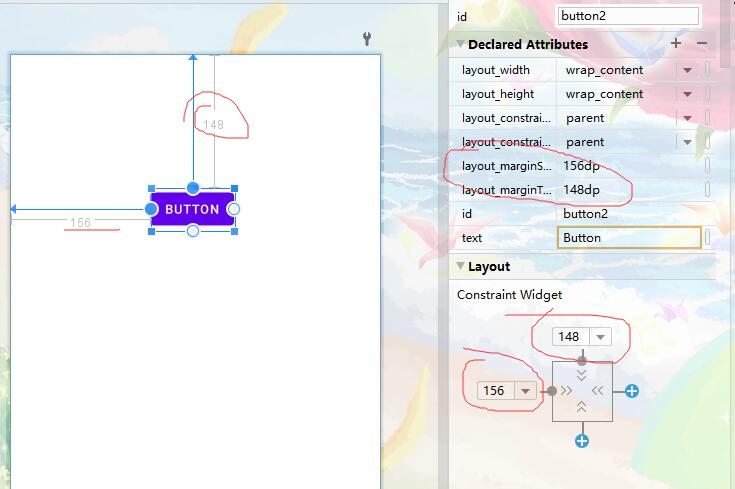 id button2
Declared Attributes
layout_width wrap_content
layout_height wrap_content
layout_constrai... parent
layout_constrai... parent
layout_marginS... 156dp
layout_marginT... 148dp
id button2
text Button
Layout
Constraint Widget
148
156
148
BUTTON
156